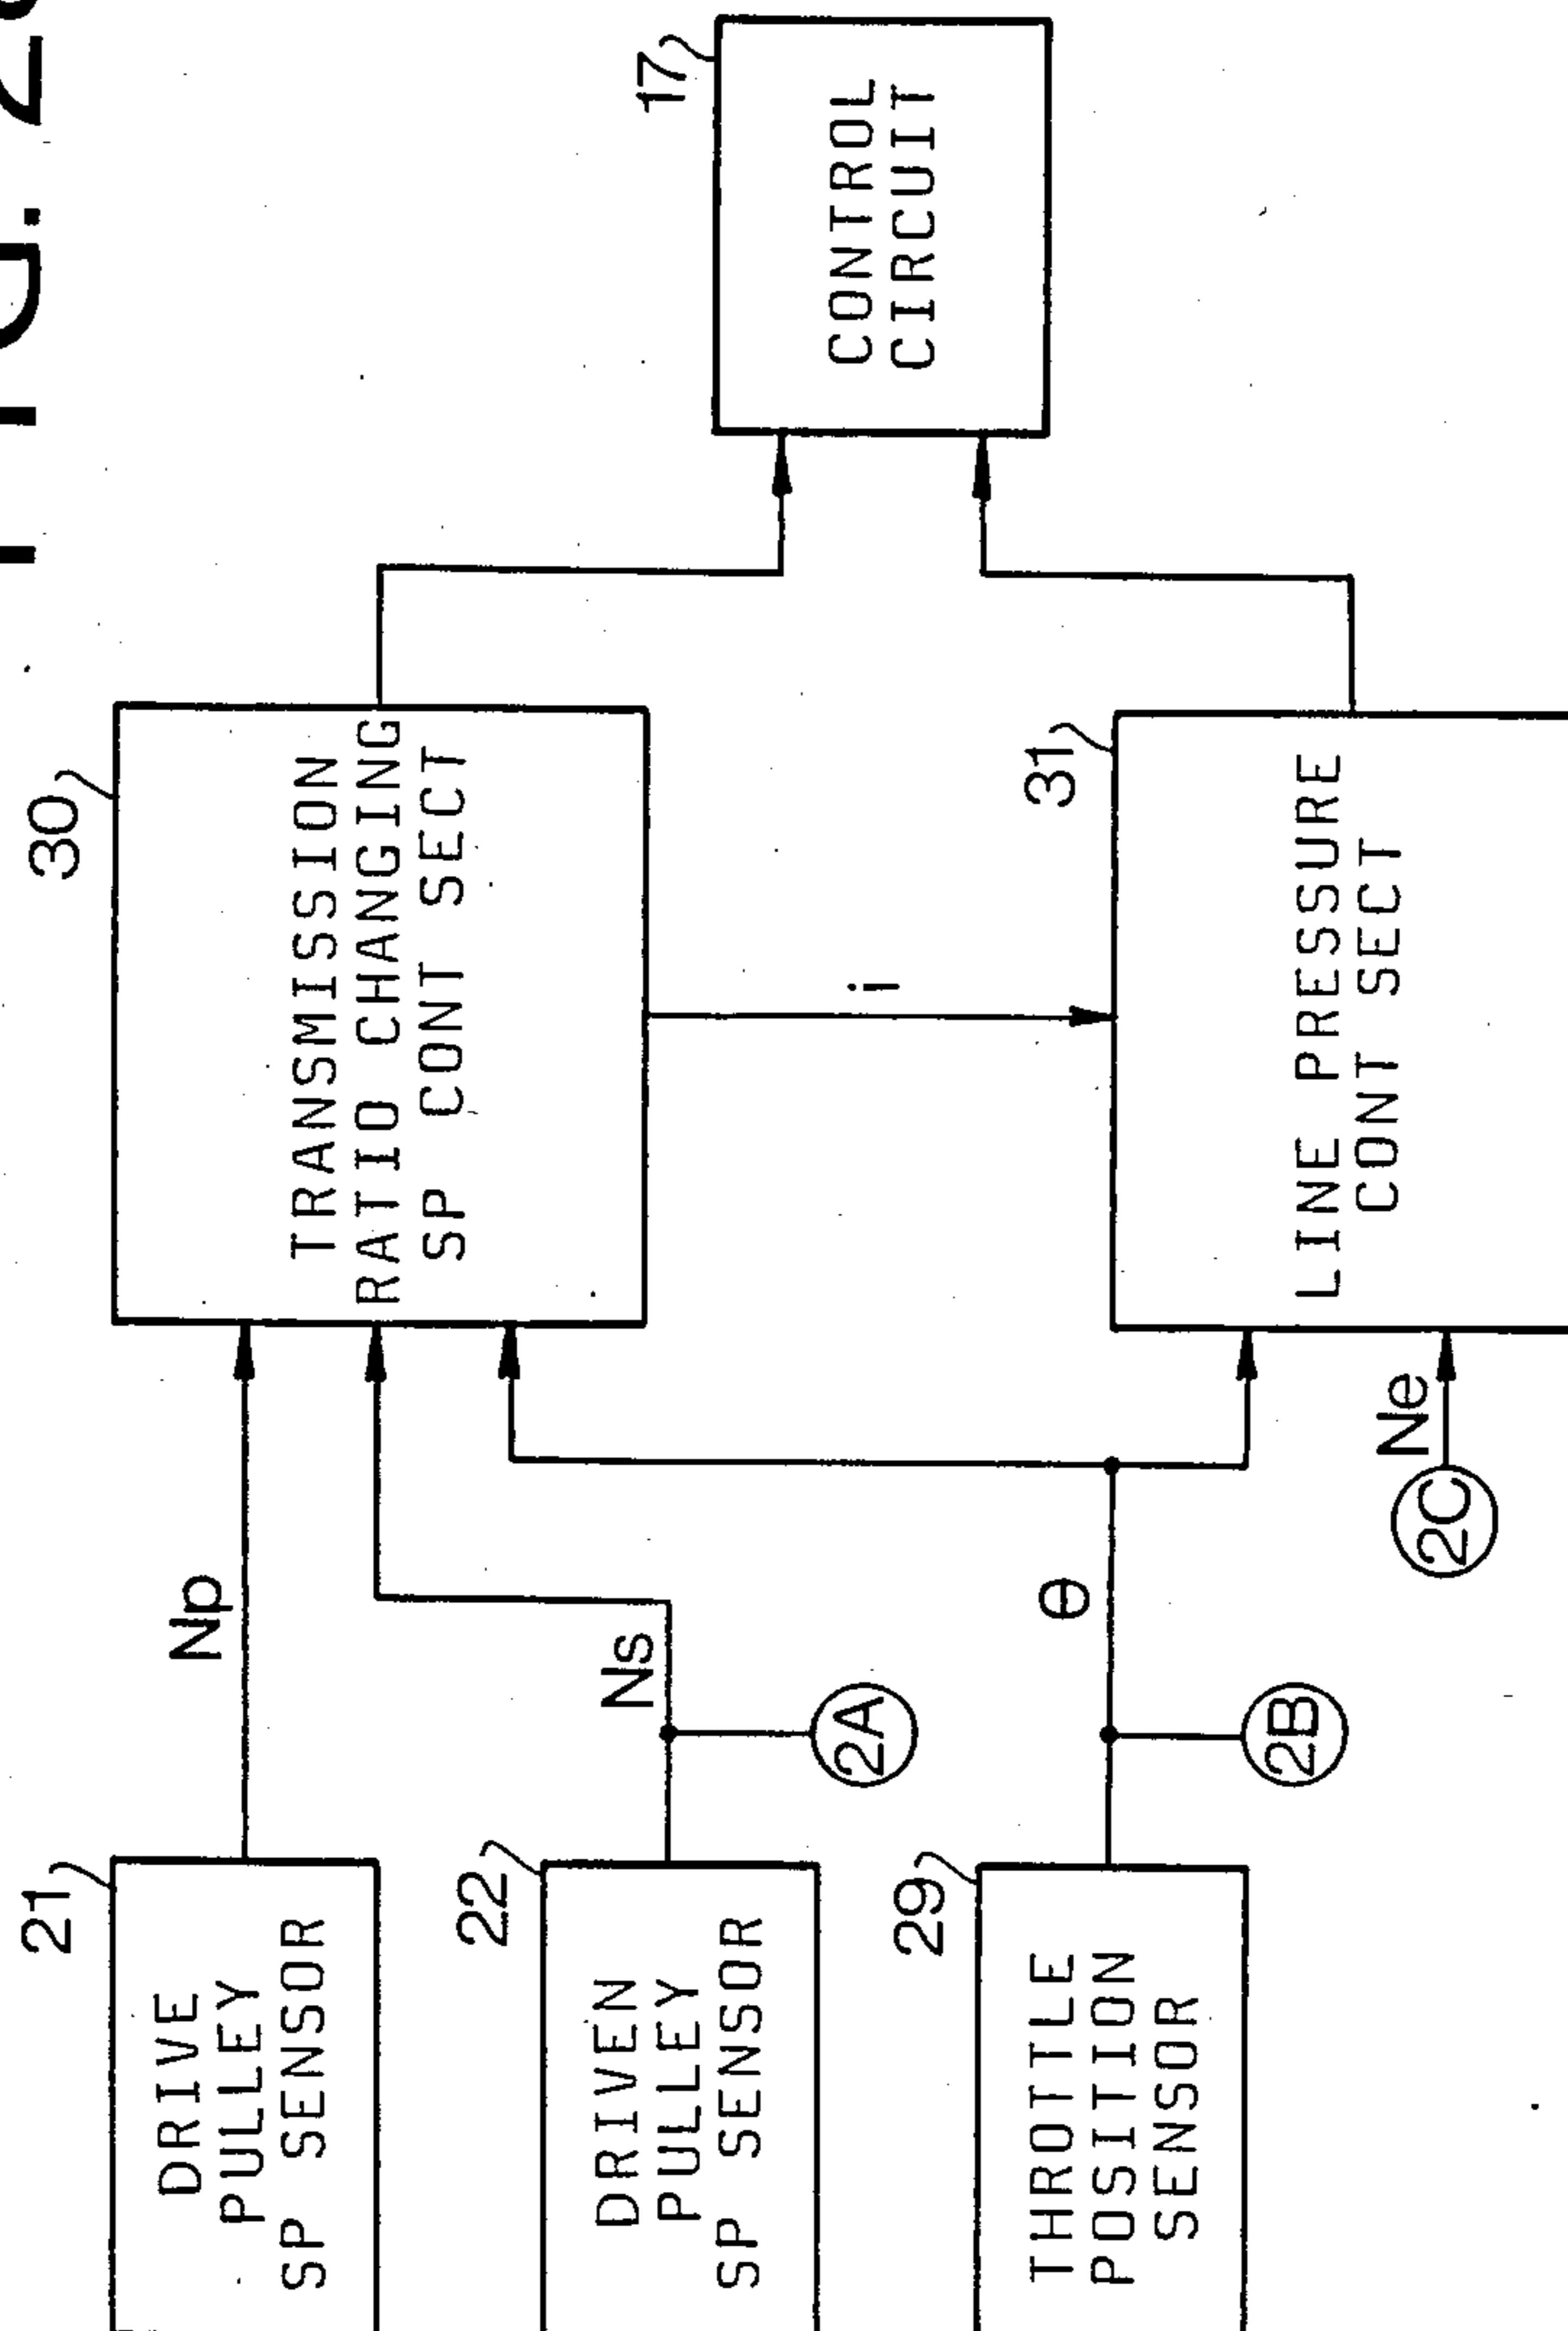 21
DRIVE
PULLEY
SP SENSOR
Np
22
DRIVEN
PULLEY
SP SENSOR
Ns
2A
29
THROTTLE
POSITION
SENSOR
θ
2B
30
TRANSMISSION
RATIO CHANGING
SP CONT SECT
i
31
LINE PRESSURE
CONT SECT
Ne
2C
17
CONTROL
CIRCUIT